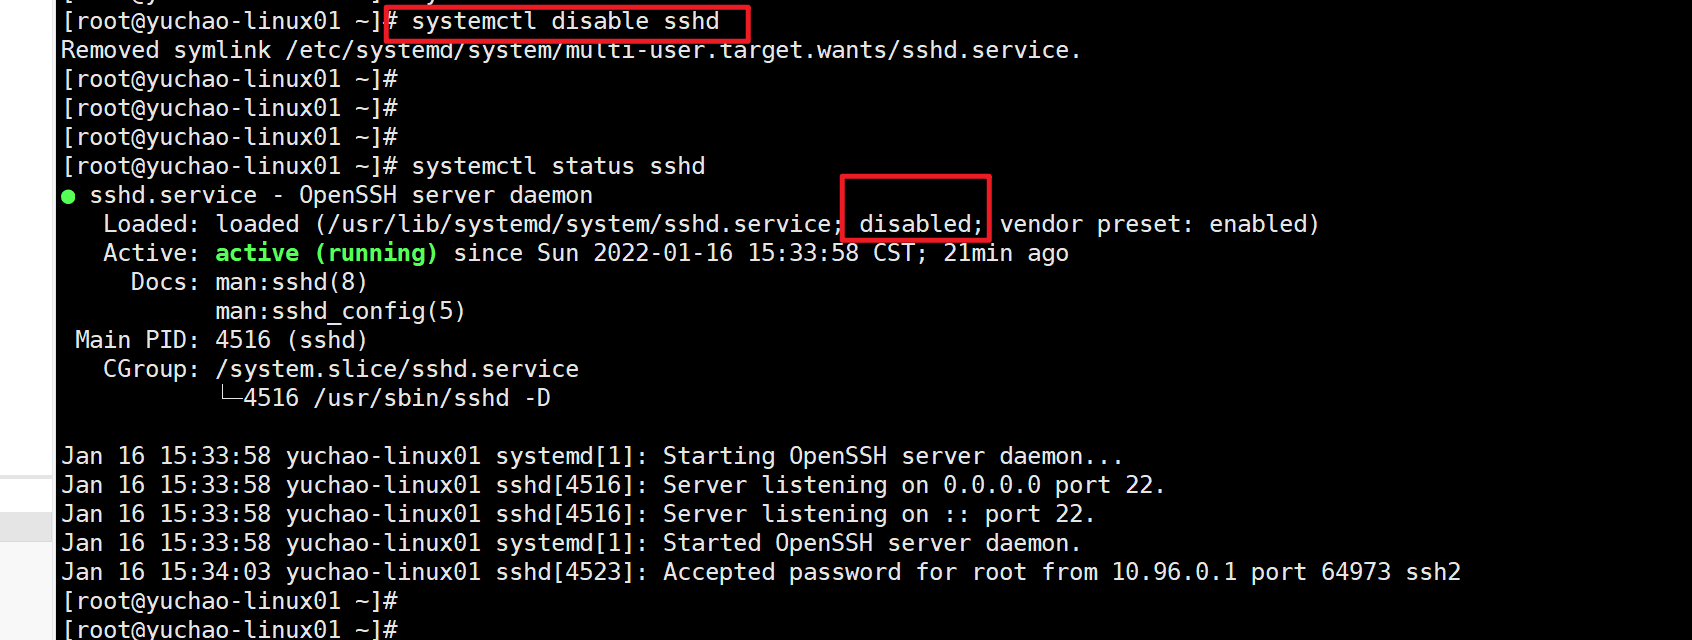 [root@yuchao-linux01 ~]# systemctl disable sshd
Removed symlink /etc/systemd/system/multi-user.target.wants/sshd.service.
[root@yuchao-linux01 ~]#
[root@yuchao-linux01 ~]#
[root@yuchao-linux01 ~]#
[root@yuchao-linux01 ~]# systemctl status sshd
● sshd.service - OpenSSH server daemon
   Loaded: loaded (/usr/lib/systemd/system/sshd.service; disabled; vendor preset: enabled)
   Active: active (running) since Sun 2022-01-16 15:33:58 CST; 21min ago
     Docs: man:sshd(8)
           man:sshd_config(5)
 Main PID: 4516 (sshd)
   CGroup: /system.slice/sshd.service
           └─4516 /usr/sbin/sshd -D
Jan 16 15:33:58 yuchao-linux01 systemd[1]: Starting OpenSSH server daemon...
Jan 16 15:33:58 yuchao-linux01 sshd[4516]: Server listening on 0.0.0.0 port 22.
Jan 16 15:33:58 yuchao-linux01 sshd[4516]: Server listening on :: port 22.
Jan 16 15:33:58 yuchao-linux01 systemd[1]: Started OpenSSH server daemon.
Jan 16 15:34:03 yuchao-linux01 sshd[4523]: Accepted password for root from 10.96.0.1 port 64973 ssh2
[root@yuchao-linux01 ~]#
[root@yuchao-linux01 ~]#